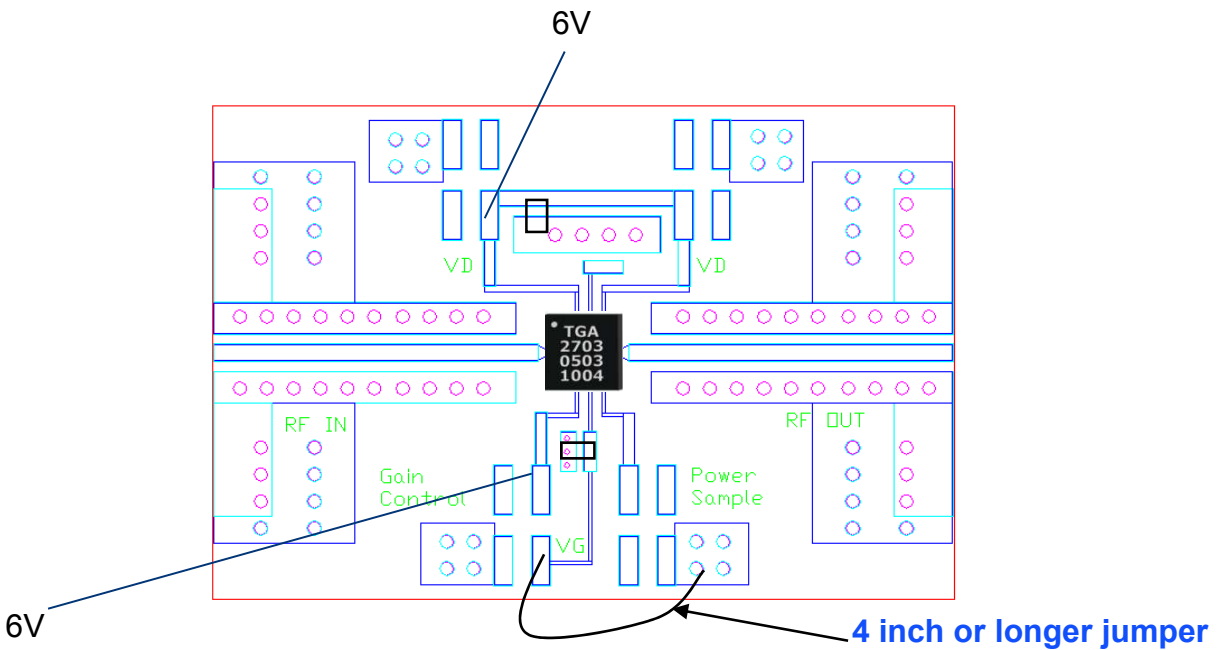 6V
VD
VD
TGA
2703
0503
1004
RF IN
RF OUT
Gain
Control
Power
Sample
VG
6V
4 inch or longer jumper